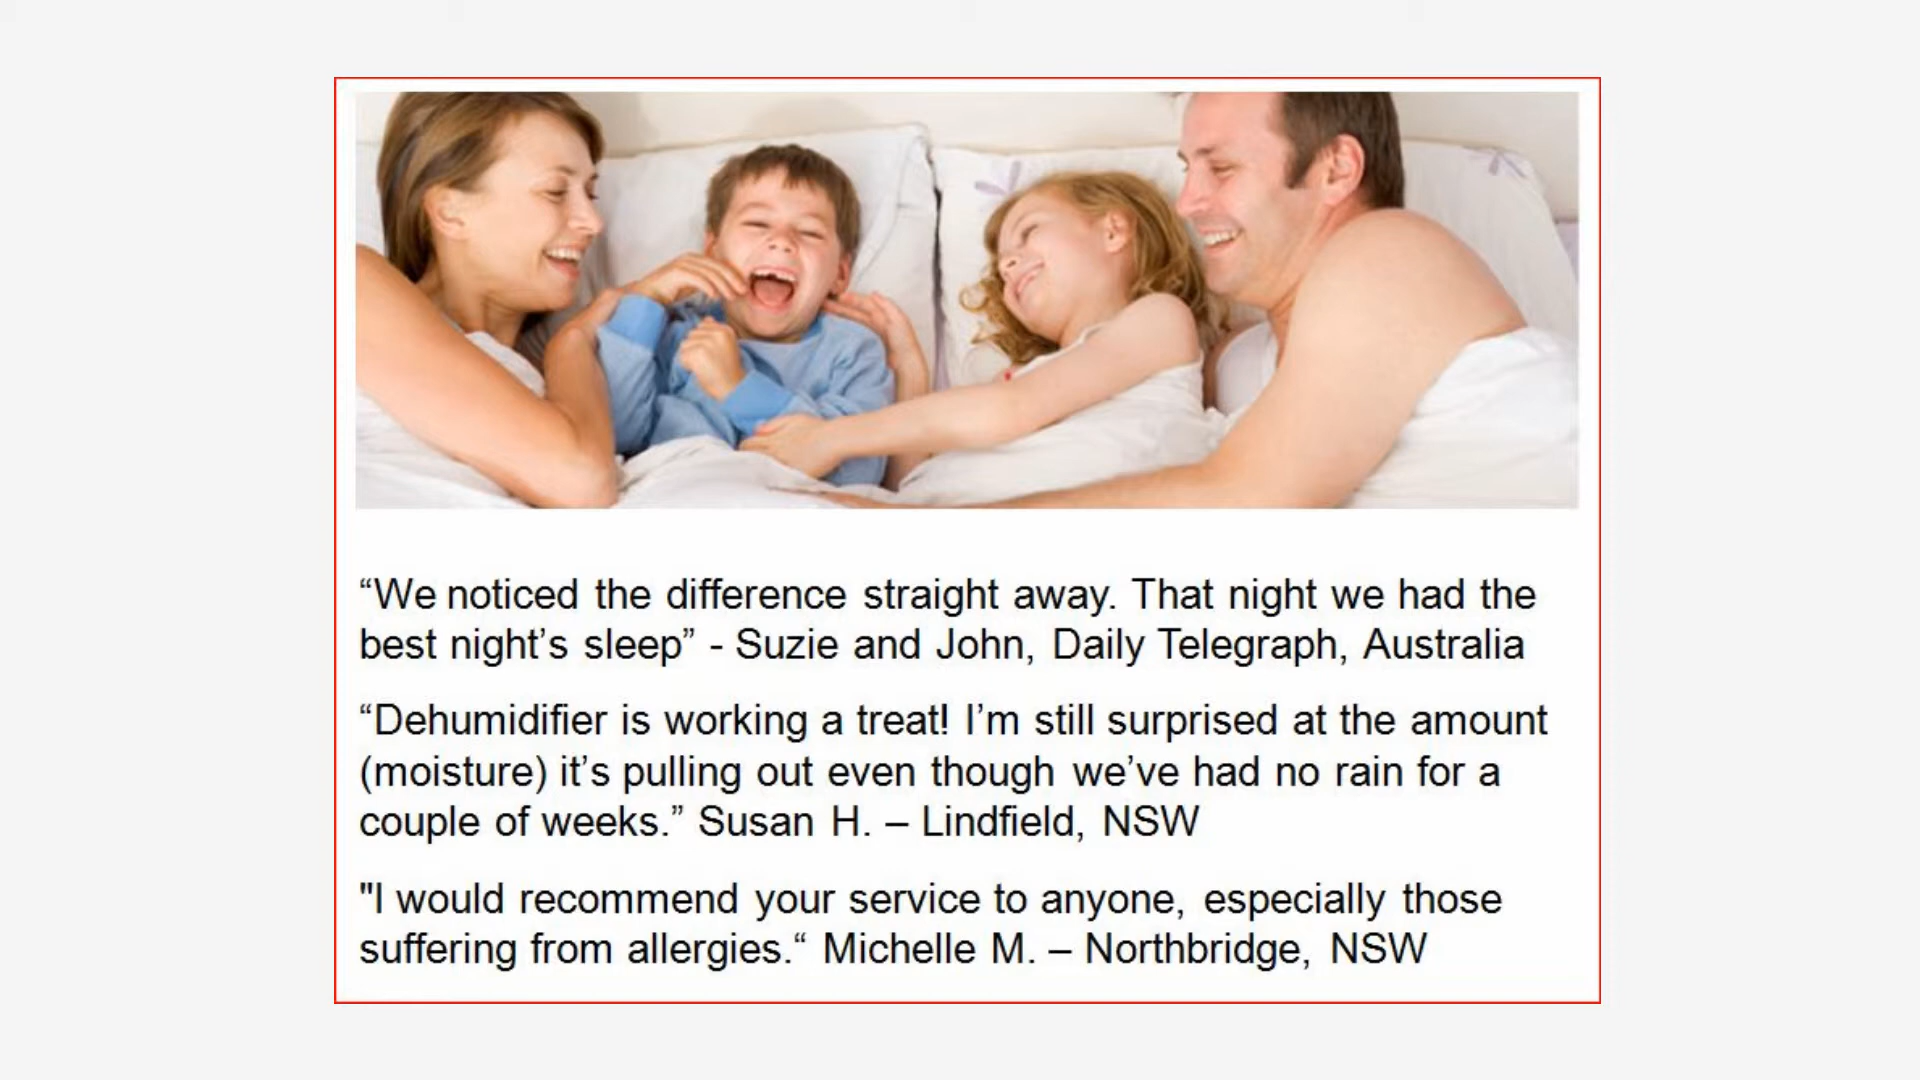 “We noticed the difference straight away. That night we had the
best night’s sleep” - Suzie and John, Daily Telegraph, Australia
“Dehumidifier is working a treat! I’m still surprised at the amount
(moisture) it’s pulling out even though we’ve had no rain for a
couple of weeks.” Susan H. – Lindfield, NSW
"I would recommend your service to anyone, especially those
suffering from allergies.“ Michelle M. – Northbridge, NSW